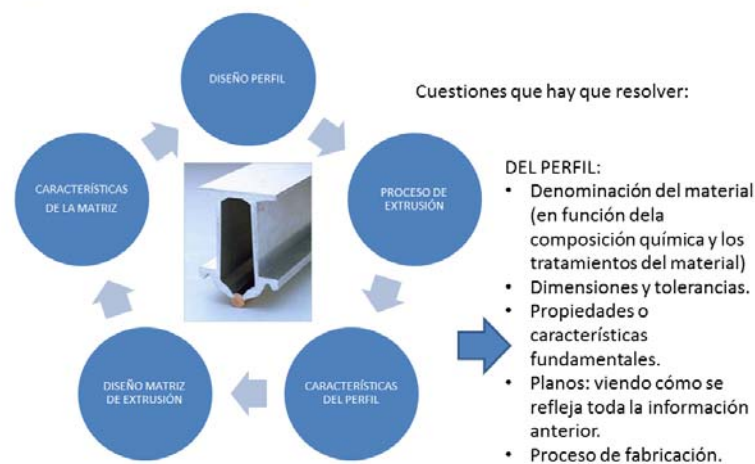 DISEÑO PERFIL
PROCESO DE
EXTRUSIÓN
CARACTERÍSTICAS
DEL PERFIL
DISEÑO MATRIZ
DE EXTRUSIÓN
CARACTERÍSTICAS
DE LA MATRIZ
Cuestiones que hay que resolver:
DEL PERFIL:
• Denominación del material
(en función dela
composición química y los
tratamientos del material)
• Dimensiones y tolerancias.
• Propiedades o
características
fundamentales.
• Planos: viendo cómo se
refleja toda la información
anterior.
• Proceso de fabricación.